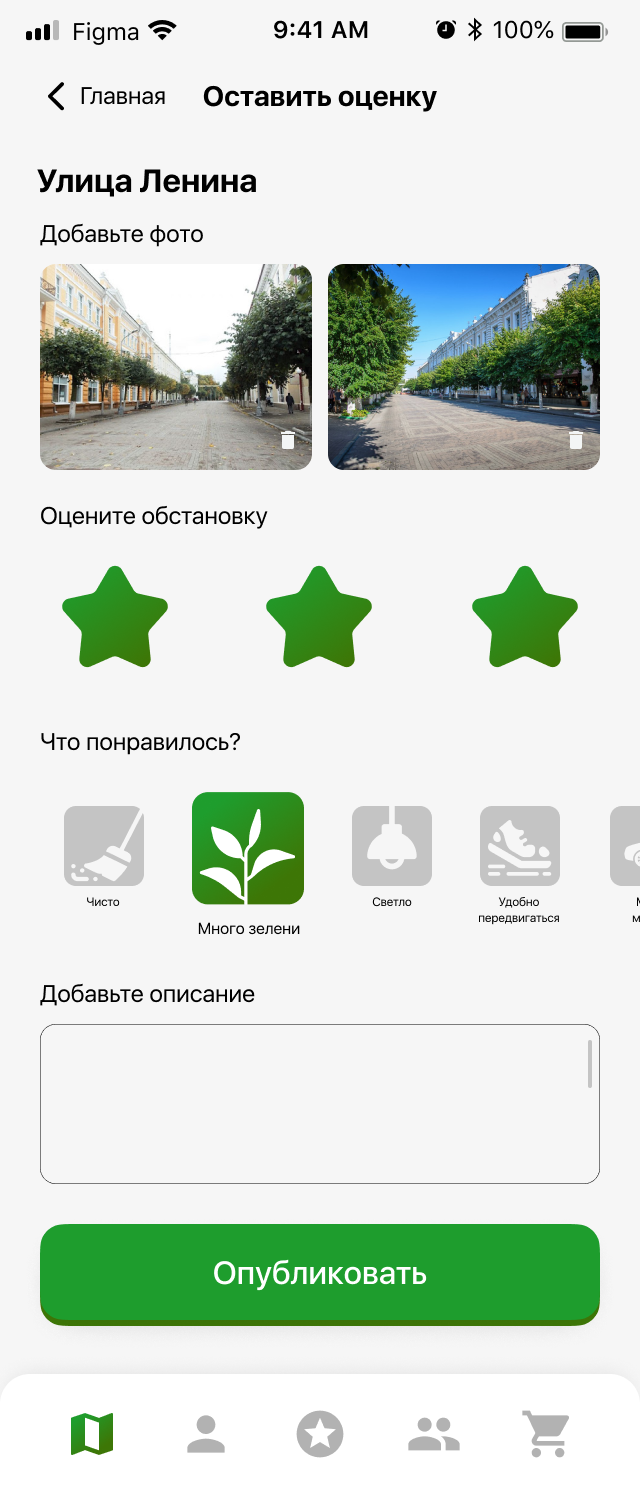 Figma 9:41 AM 100%
Главная Оставить оценку
Улица Ленина
Добавьте фото
Оцените обстановку
Что понравилось?
Чисто
Много зелени
Светло
Удобно
передвигаться
Добавьте описание
Опубликовать